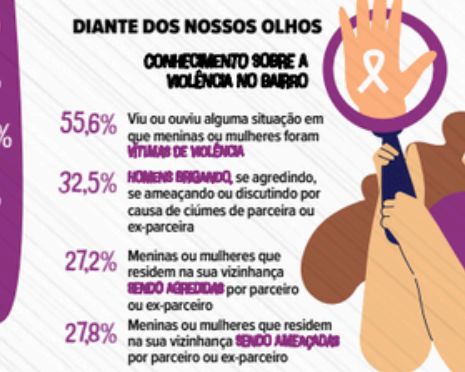 DIANTE DOS NOSSOS OLHOS
CONHECIMENTO SOBRE A
VIOLÊNCIA NO BAIRRO
55,6%
Viu ou ouviu alguma situação em
que meninas ou mulheres foram
VÍTIMAS DE VIOLÊNCIA
32,5%
HOMENS BRIGANDO, se agredindo,
se ameaçando ou discutindo por
causa de ciúmes de parceira ou
ex-parceira
27,2%
Meninas ou mulheres que
residem na sua vizinhança
SENDO AGREDIDAS por parceiro
ou ex-parceiro
27,8%
Meninas ou mulheres que residem
na sua vizinhança SENDO AMEAÇADAS
por parceiro ou ex-parceiro
%